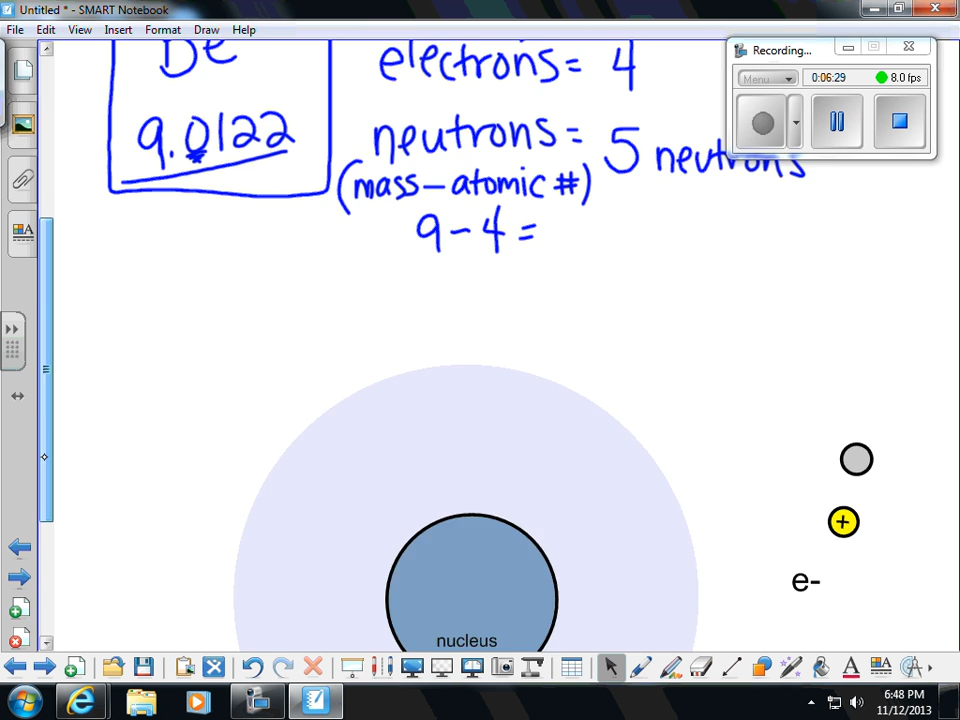 Untitled * - SMART Notebook
File Edit View Insert Format Draw Help
Recording...
Menu
0:06:29
8.0 fps
Be
electrons = 4
9.0122
neutrons = 5 neutrons
(mass - atomic #)
9 - 4 =
+
e-
nucleus
A
6:48 PM
11/12/2013